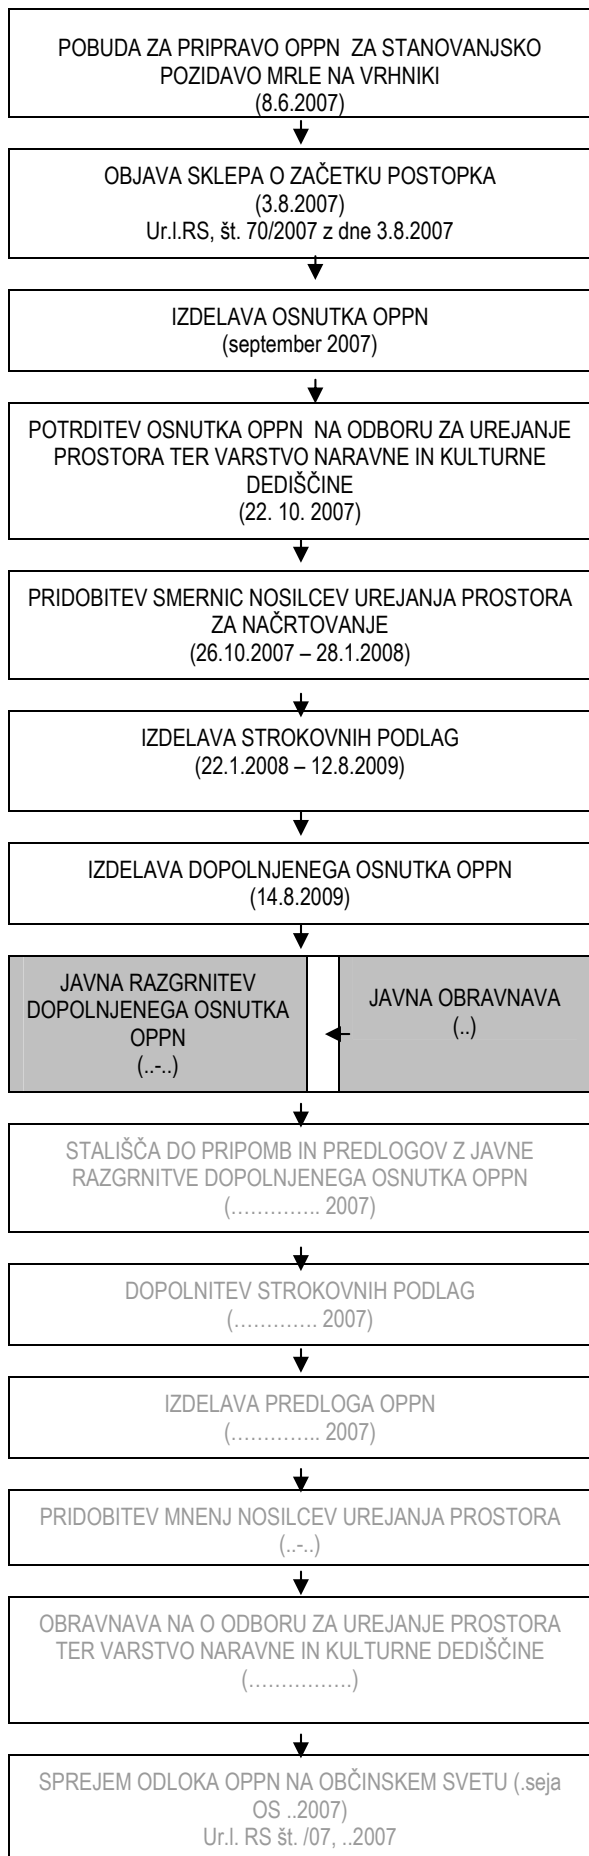 POBUDA ZA PRIPRAVO OPPN ZA STANOVANJSKO
POZIDAVO MRLE NA VRHNIKI
(8.6.2007)
OBJAVA SKLEPA O ZAČETKU POSTOPKA
(3.8.2007)
Ur.l.RS, št. 70/2007 z dne 3.8.2007
IZDELAVA OSNUTKA OPPN
(september 2007)
POTRDITEV OSNUTKA OPPN NA ODBORU ZA UREJANJE
PROSTORA TER VARSTVO NARAVNE IN KULTURNE
DEDIŠČINE
(22. 10. 2007)
PRIDOBITEV SMERNIC NOSILCEV UREJANJA PROSTORA
ZA NAČRTOVANJE
(26.10.2007 – 28.1.2008)
IZDELAVA STROKOVNIH PODLAG
(22.1.2008 – 12.8.2009)
IZDELAVA DOPOLNJENEGA OSNUTKA OPPN
(14.8.2009)
JAVNA RAZGRNITEV
DOPOLNJENEGA OSNUTKA
OPPN
(..-..)
JAVNA OBRAVNAVA
(..)
STALIŠČA DO PRIPOMB IN PREDLOGOV Z JAVNE
RAZGRNITVE DOPOLNJENEGA OSNUTKA OPPN
(………….. 2007)
DOPOLNITEV STROKOVNIH PODLAG
(…………. 2007)
IZDELAVA PREDLOGA OPPN
(………….. 2007)
PRIDOBITEV MNENJ NOSILCEV UREJANJA PROSTORA
(..-..)
OBRAVNAVA NA O ODBORU ZA UREJANJE PROSTORA
TER VARSTVO NARAVNE IN KULTURNE DEDIŠČINE
(…………….)
SPREJEM ODLOKA OPPN NA OBČINSKEM SVETU (.seja
OS ..2007)
Ur.l. RS št. /07, ..2007